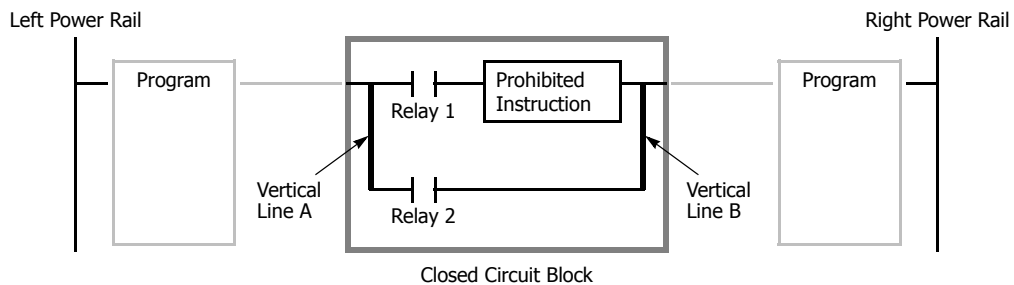 Left Power Rail
Right Power Rail
Program
Relay 1
Prohibited
Instruction
Program
Vertical
Line A
Relay 2
Vertical
Line B
Closed Circuit Block